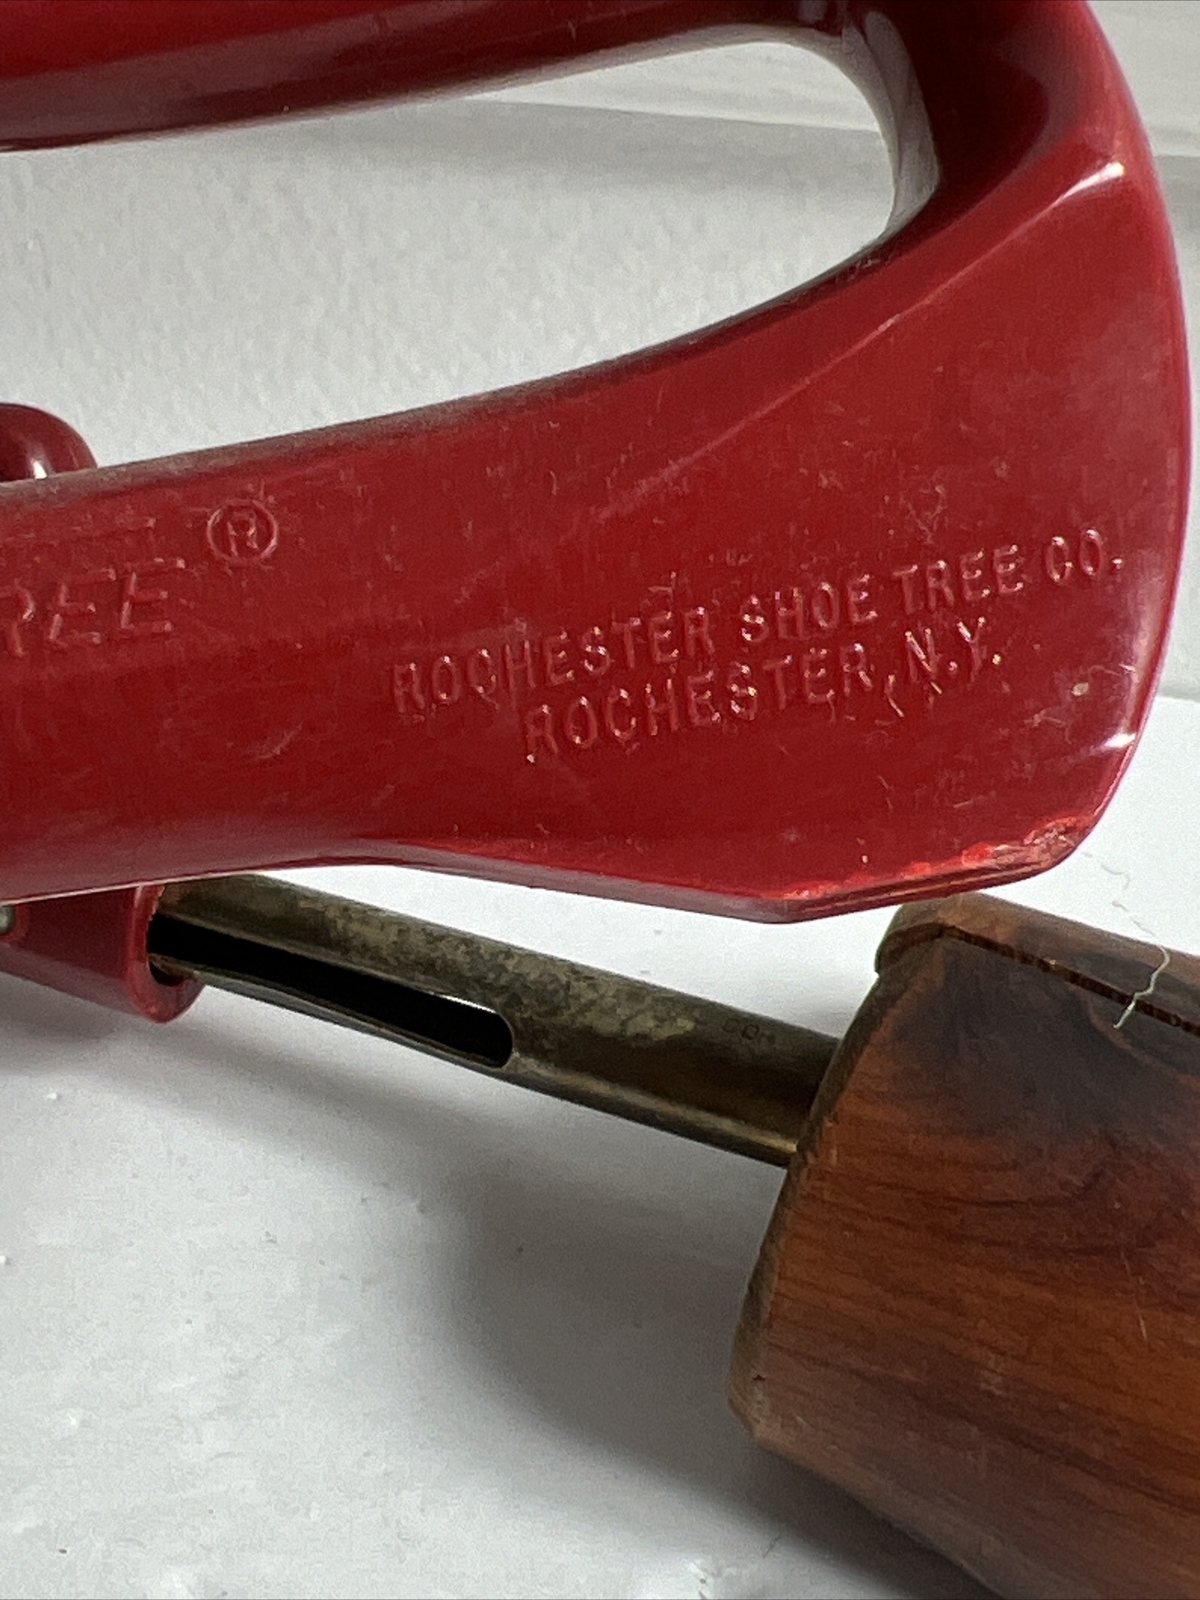 REE®
ROCHESTER SHOE TREE CO.
ROCHESTER, N.Y.